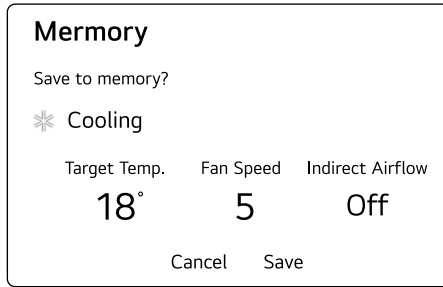 Mermory
Save to memory?
Cooling
Target Temp. Fan Speed Indirect Airflow
18° 5 Off
Cancel Save